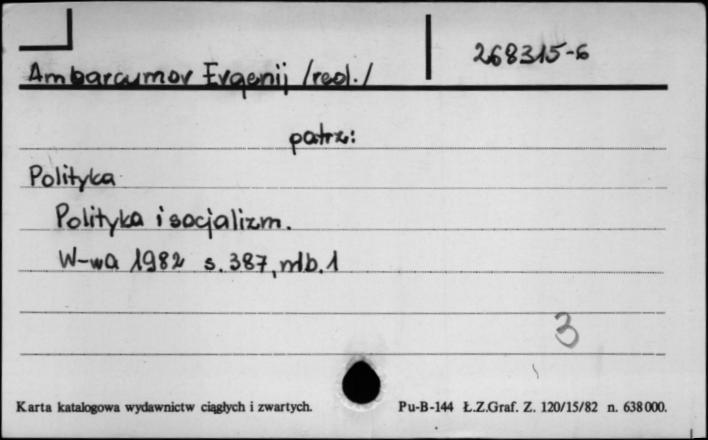 268315-6
Ambarcumov Evgenij /red./
patrz:
Polityka
Polityka i socjalizm.
W-wa 1982 s. 387, nlb. 1
3
Karta katalogowa wydawnictw ciągłych i zwartych. Pu-B-144 Ł.Z.Graf. Z. 120/15/82 n. 638000.